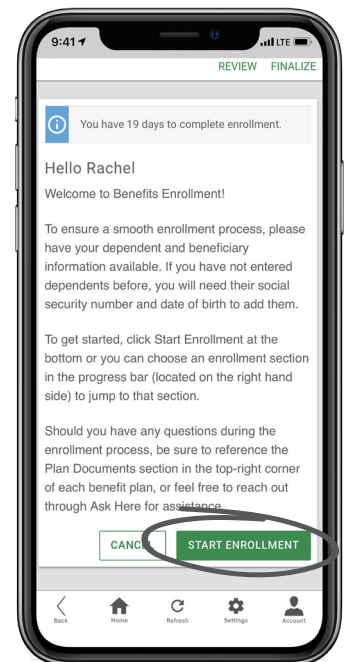 9:41 LTE
REVIEW FINALIZE
You have 19 days to complete enrollment.
Hello Rachel
Welcome to Benefits Enrollment!
To ensure a smooth enrollment process, please
have your dependent and beneficiary
information available. If you have not entered
dependents before, you will need their social
security number and date of birth to add them.
To get started, click Start Enrollment at the
bottom or you can choose an enrollment section
in the progress bar (located on the right hand
side) to jump to that section.
Should you have any questions during the
enrollment process, be sure to reference the
Plan Documents section in the top-right corner
of each benefit plan, or feel free to reach out
through Ask Here for assistance
CANCEL START ENROLLMENT
Back Home Refresh Settings Account